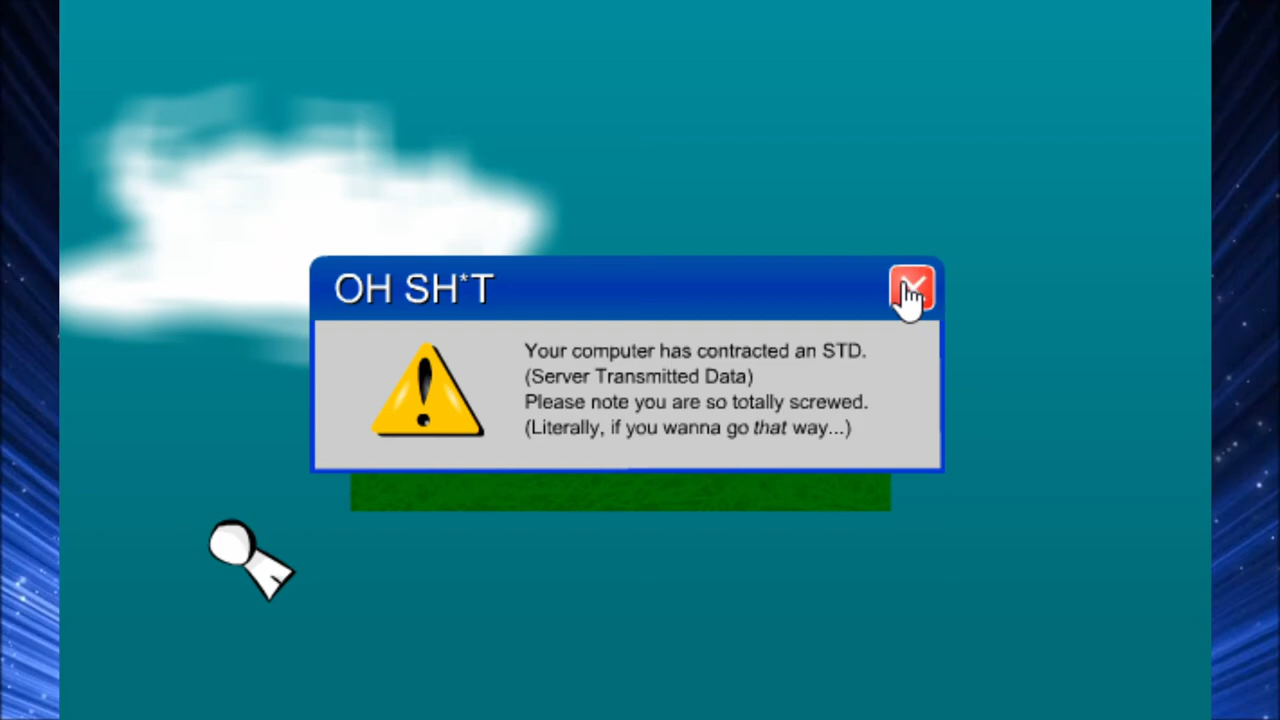 OH SH*T
Your computer has contracted an STD.
(Server Transmitted Data)
Please note you are so totally screwed.
(Literally, if you wanna go that way...)